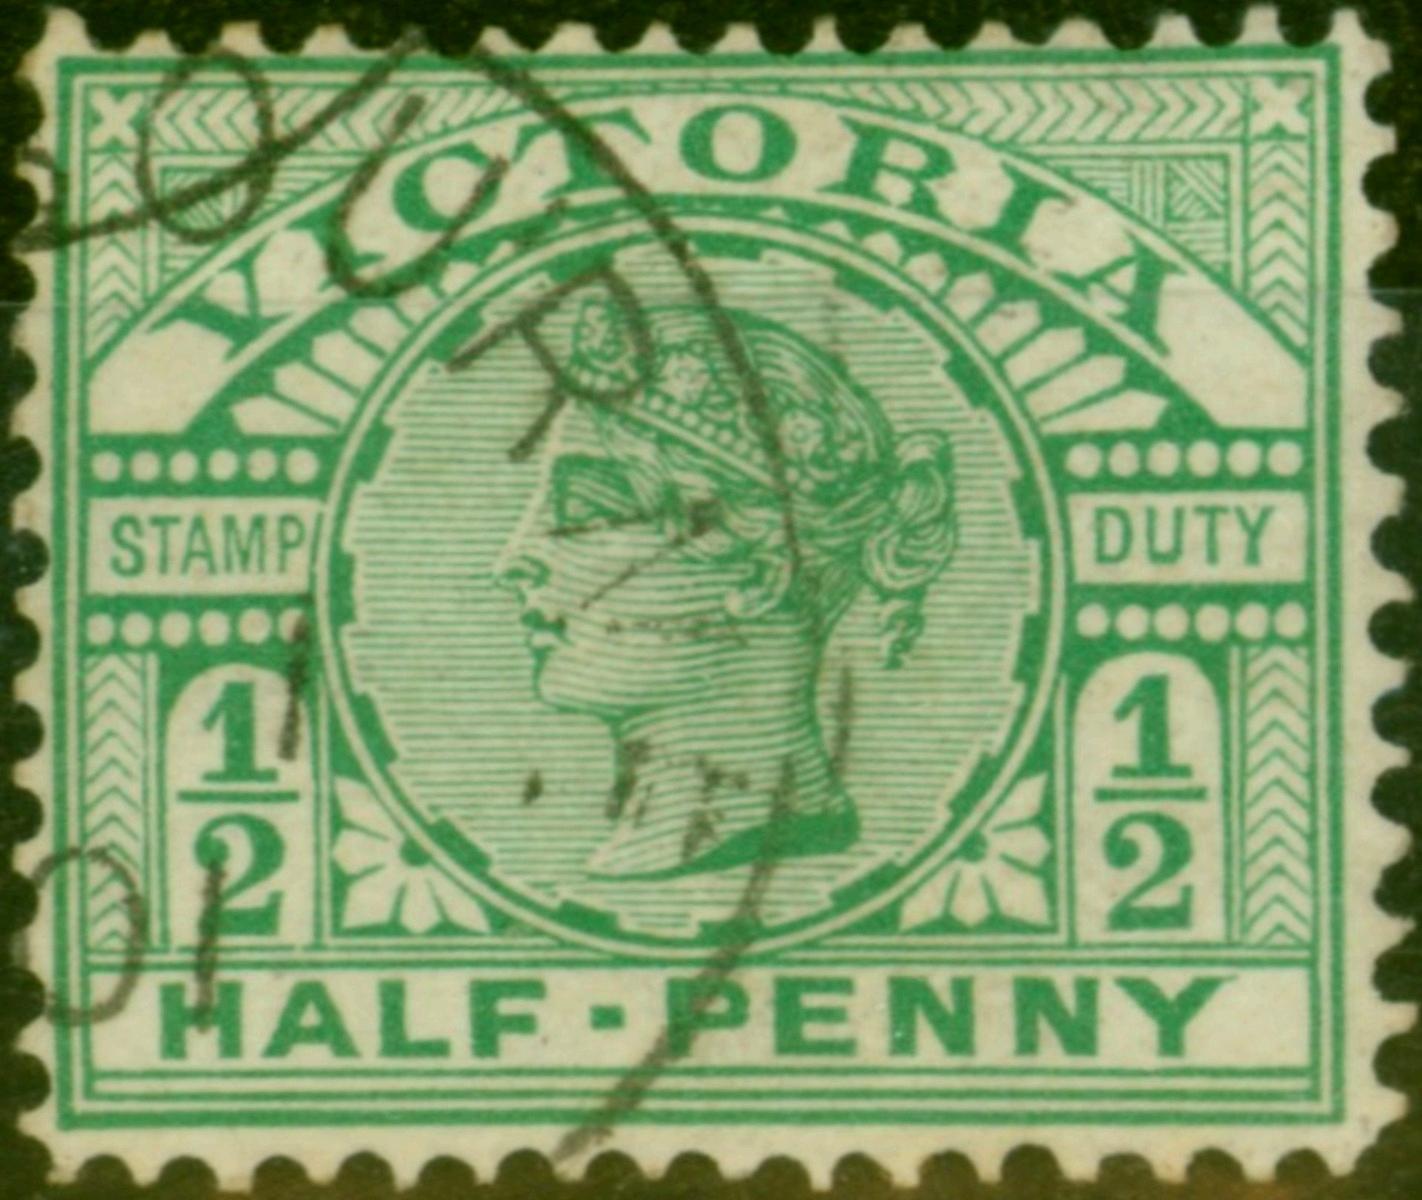 VICTORIA
STAMP DUTY
1/2 1/2
HALF-PENNY